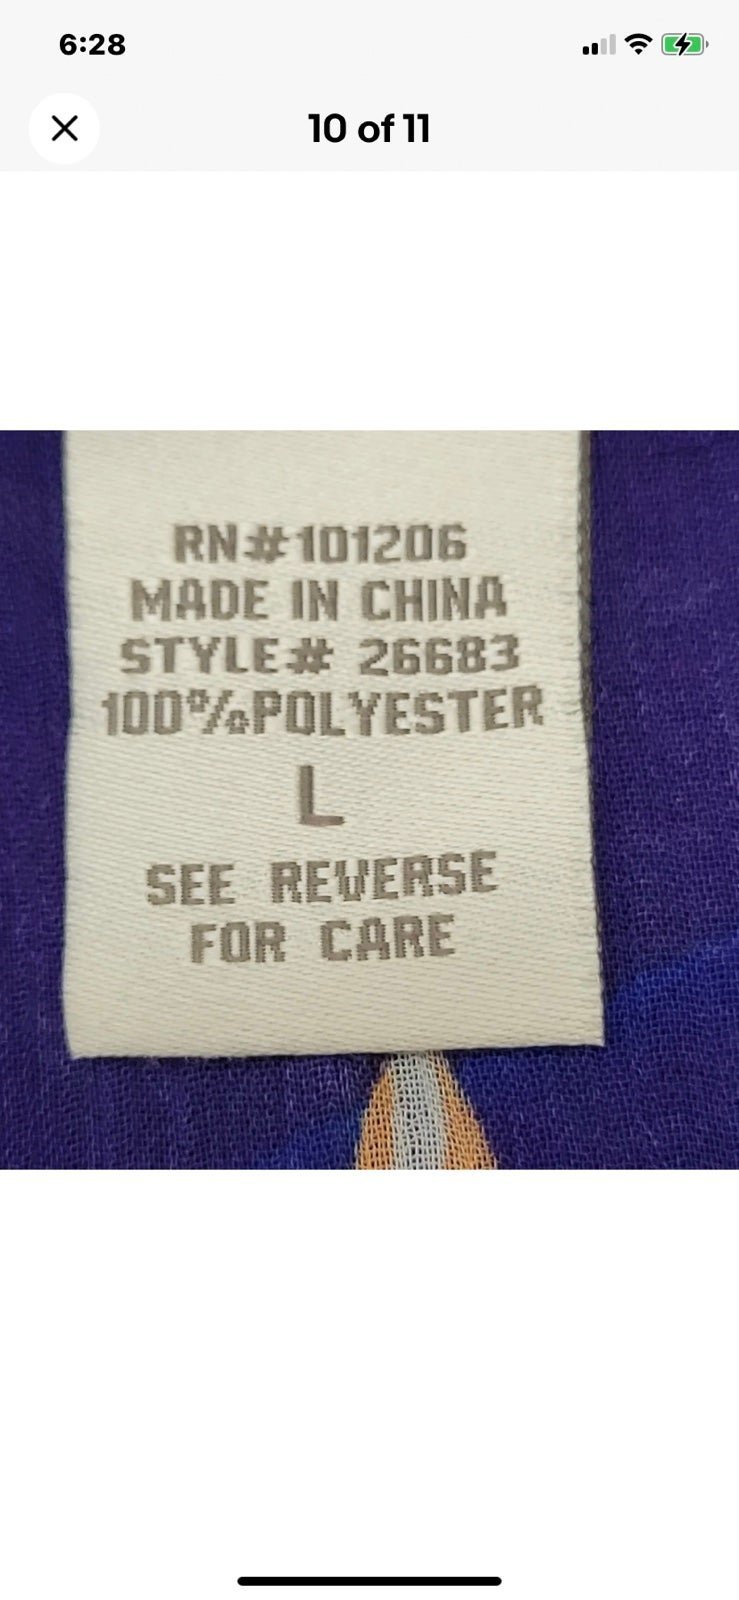 6:28
10 of 11
RN#101206
MADE IN CHINA
STYLE# 26683
100%POLYESTER
L
SEE REVERSE
FOR CARE